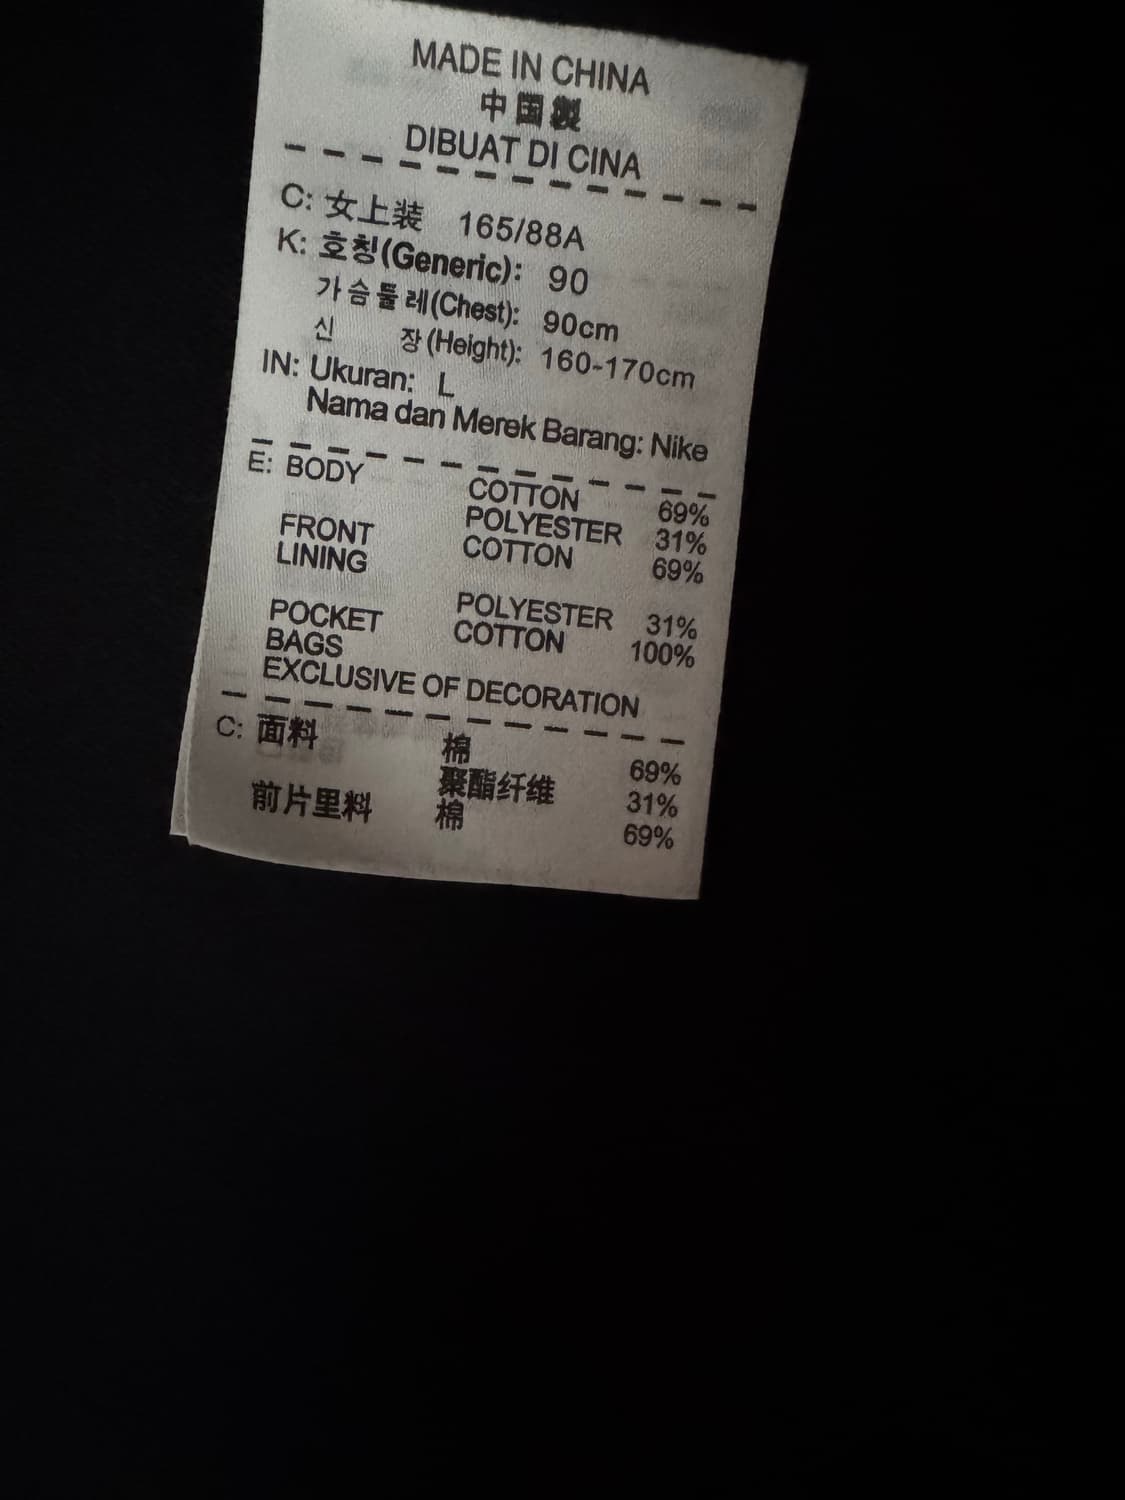 MADE IN CHINA
中国製
DIBUAT DI CINA
C: 女上装 165/88A
K: 호칭(Generic): 90
가슴둘레(Chest): 90cm
신 장(Height): 160-170cm
IN: Ukuran: L
Nama dan Merek Barang: Nike
E: BODY COTTON 69%
POLYESTER 31%
FRONT COTTON 69%
LINING
POLYESTER 31%
POCKET COTTON 100%
BAGS
EXCLUSIVE OF DECORATION
C: 面料 棉 69%
聚酯纤维 31%
前片里料 棉 69%